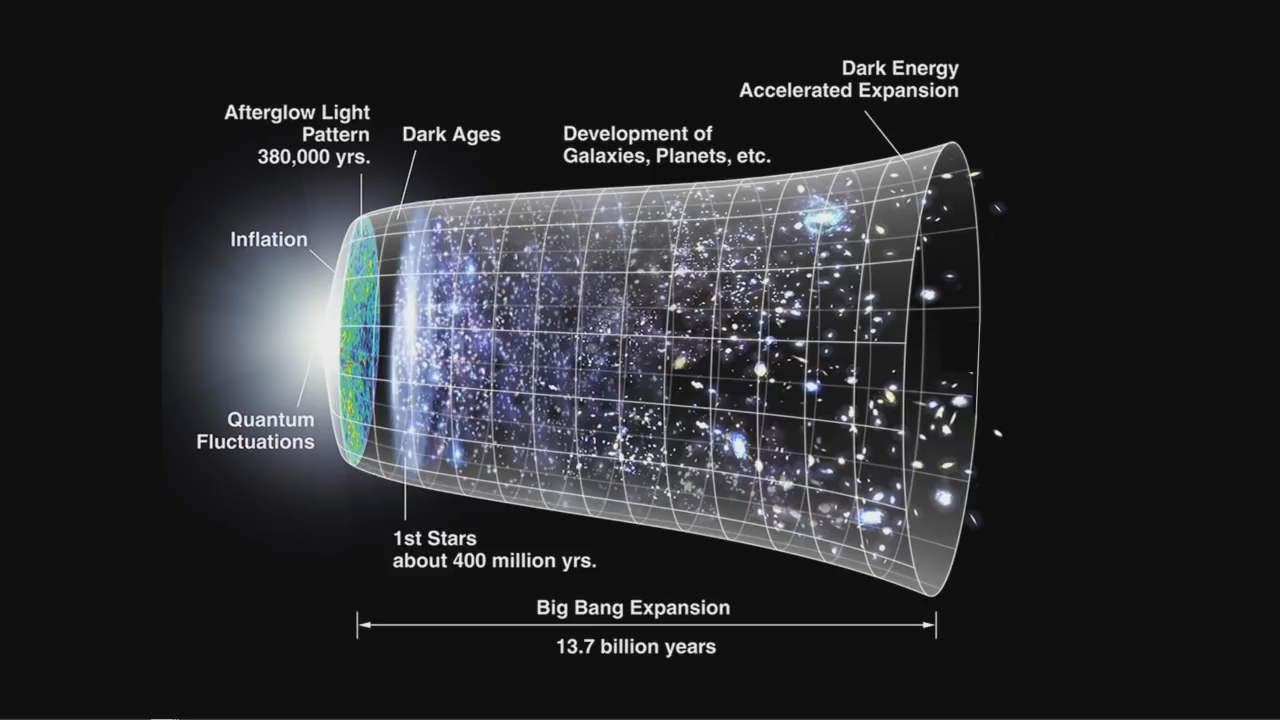 Dark Energy
Accelerated Expansion
Afterglow Light
Pattern
380,000 yrs.
Dark Ages
Development of
Galaxies, Planets, etc.
Inflation
Quantum
Fluctuations
1st Stars
about 400 million yrs.
Big Bang Expansion
13.7 billion years